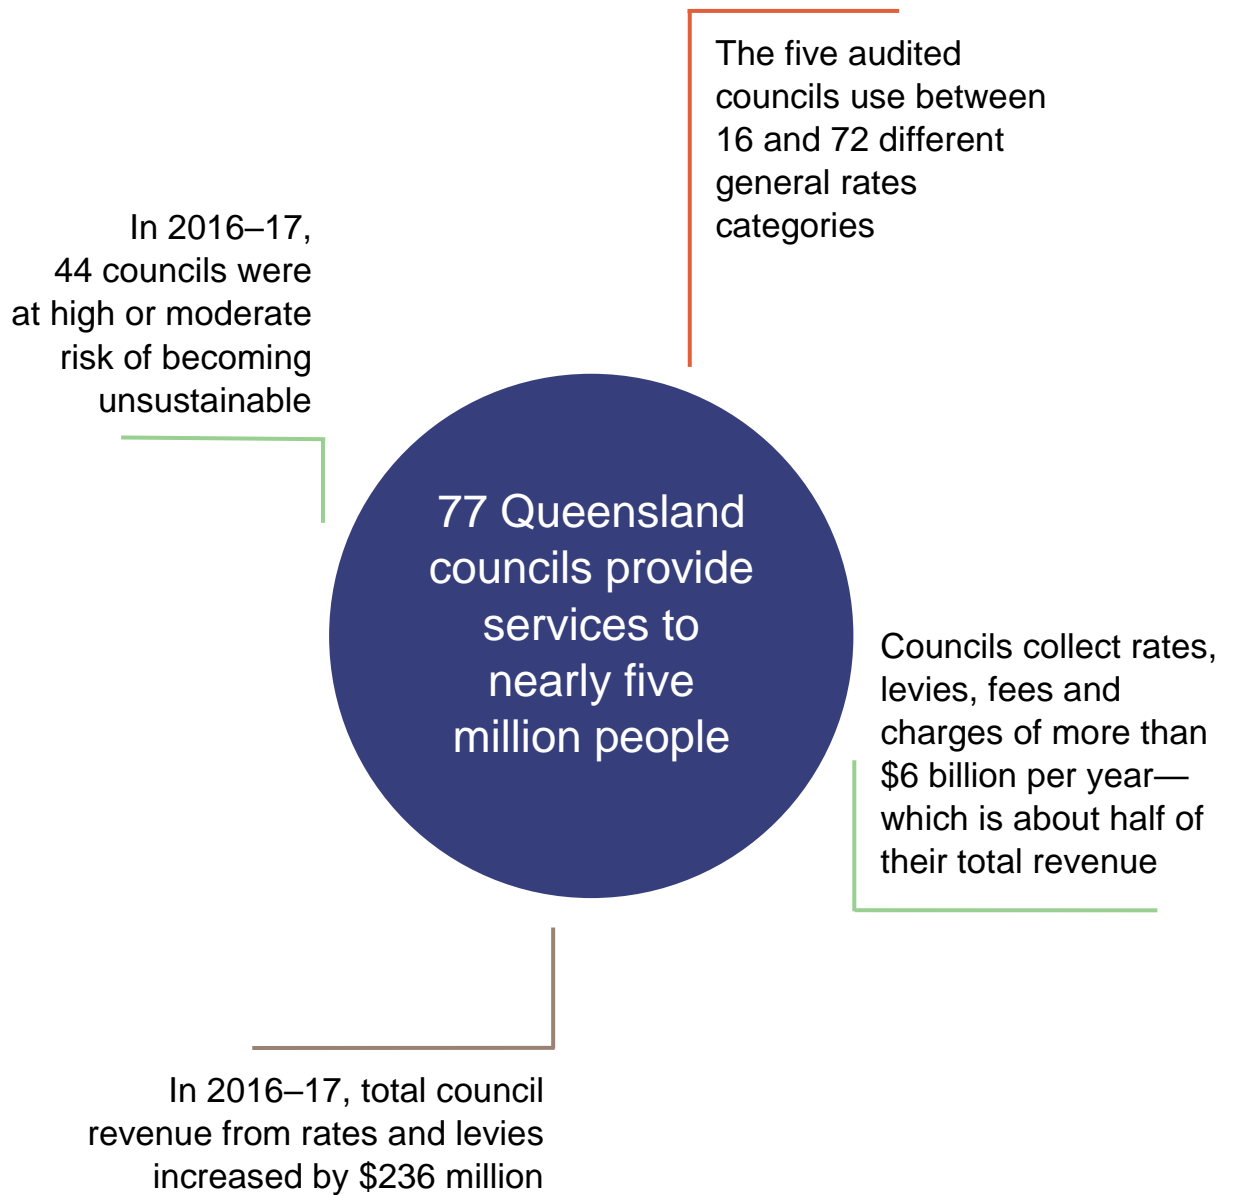 The five audited
councils use between
16 and 72 different
general rates
categories
In 2016–17,
44 councils were
at high or moderate
risk of becoming
unsustainable
77 Queensland
councils provide
services to
nearly five
million people
Councils collect rates,
levies, fees and
charges of more than
$6 billion per year—
which is about half of
their total revenue
In 2016–17, total council
revenue from rates and levies
increased by $236 million